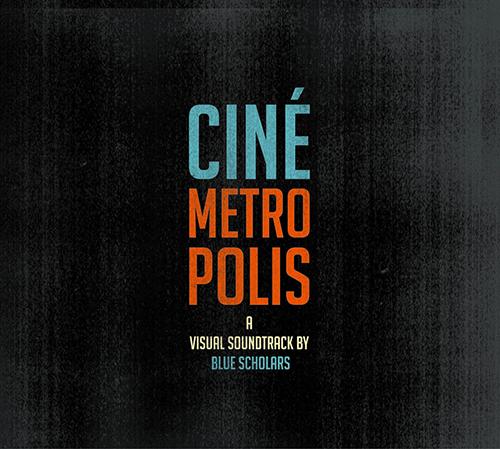 CINÉ
METRO
POLIS
A
VISUAL SOUNDTRACK BY
BLUE SCHOLARS